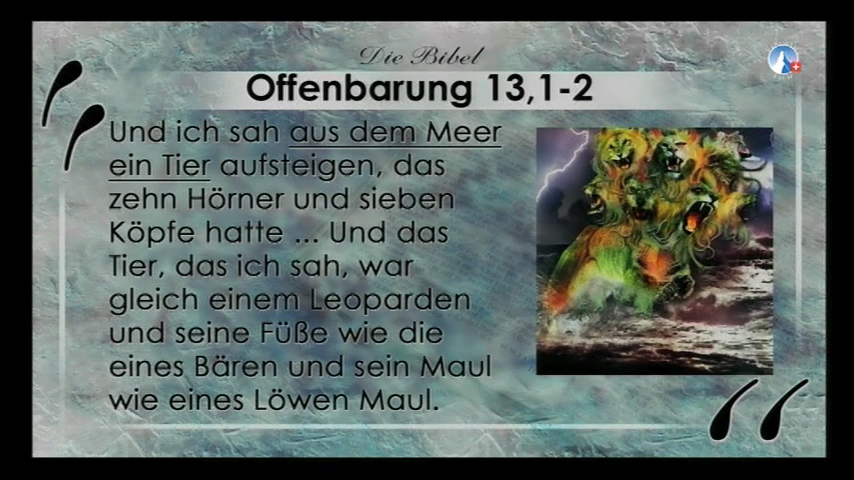 Die Bibel
Offenbarung 13,1-2
Und ich sah aus dem Meer
ein Tier aufsteigen, das
zehn Hörner und sieben
Köpfe hatte ... Und das
Tier, das ich sah, war
gleich einem Leoparden
und seine Füße wie die
eines Bären und sein Maul
wie eines Löwen Maul.